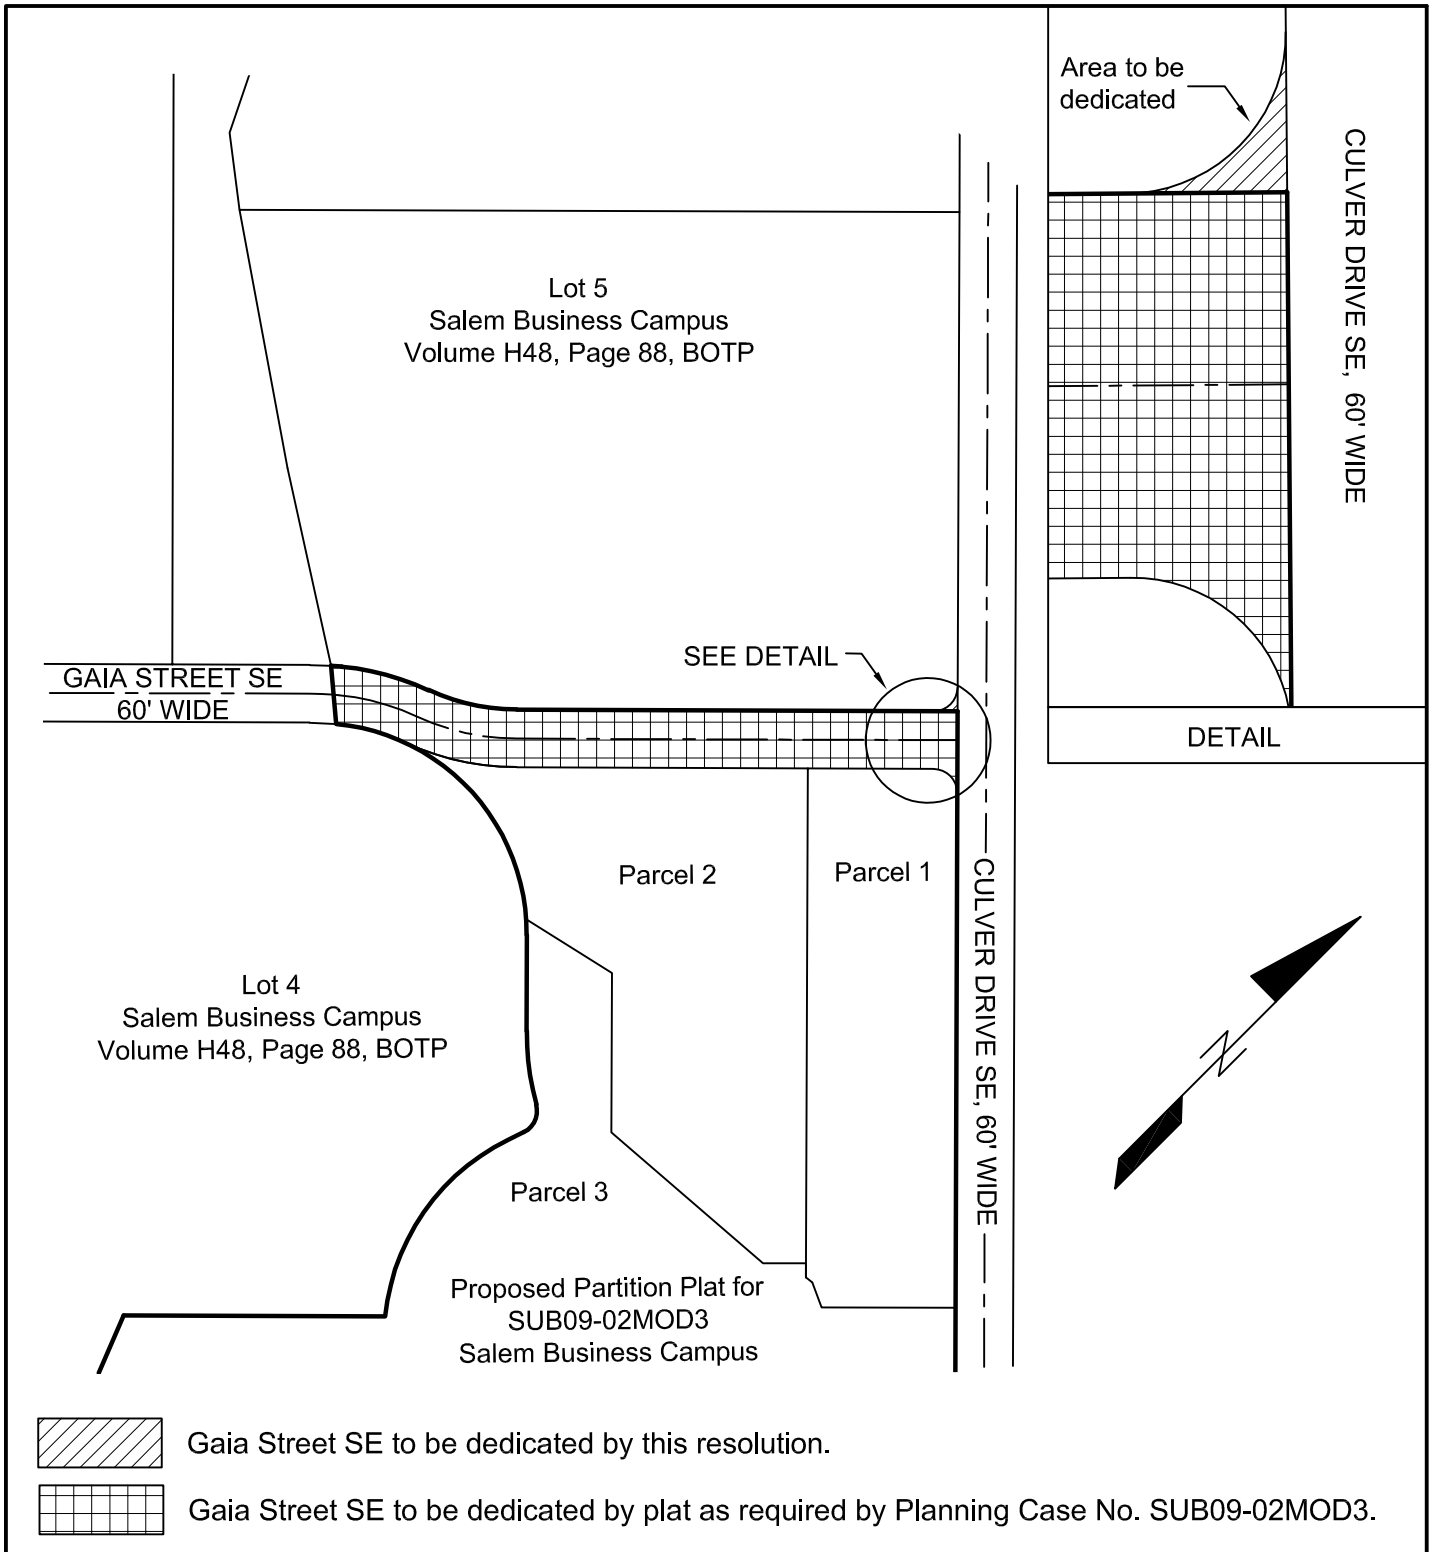 Area to be
dedicated
CULVER DRIVE SE, 60' WIDE
Lot 5
Salem Business Campus
Volume H48, Page 88, BOTP
SEE DETAIL
GAIA STREET SE
60' WIDE
DETAIL
Parcel 2
Parcel 1
CULVER DRIVE SE, 60' WIDE
Lot 4
Salem Business Campus
Volume H48, Page 88, BOTP
N
Parcel 3
Proposed Partition Plat for
SUB09-02MOD3
Salem Business Campus
Gaia Street SE to be dedicated by this resolution.
Gaia Street SE to be dedicated by plat as required by Planning Case No. SUB09-02MOD3.